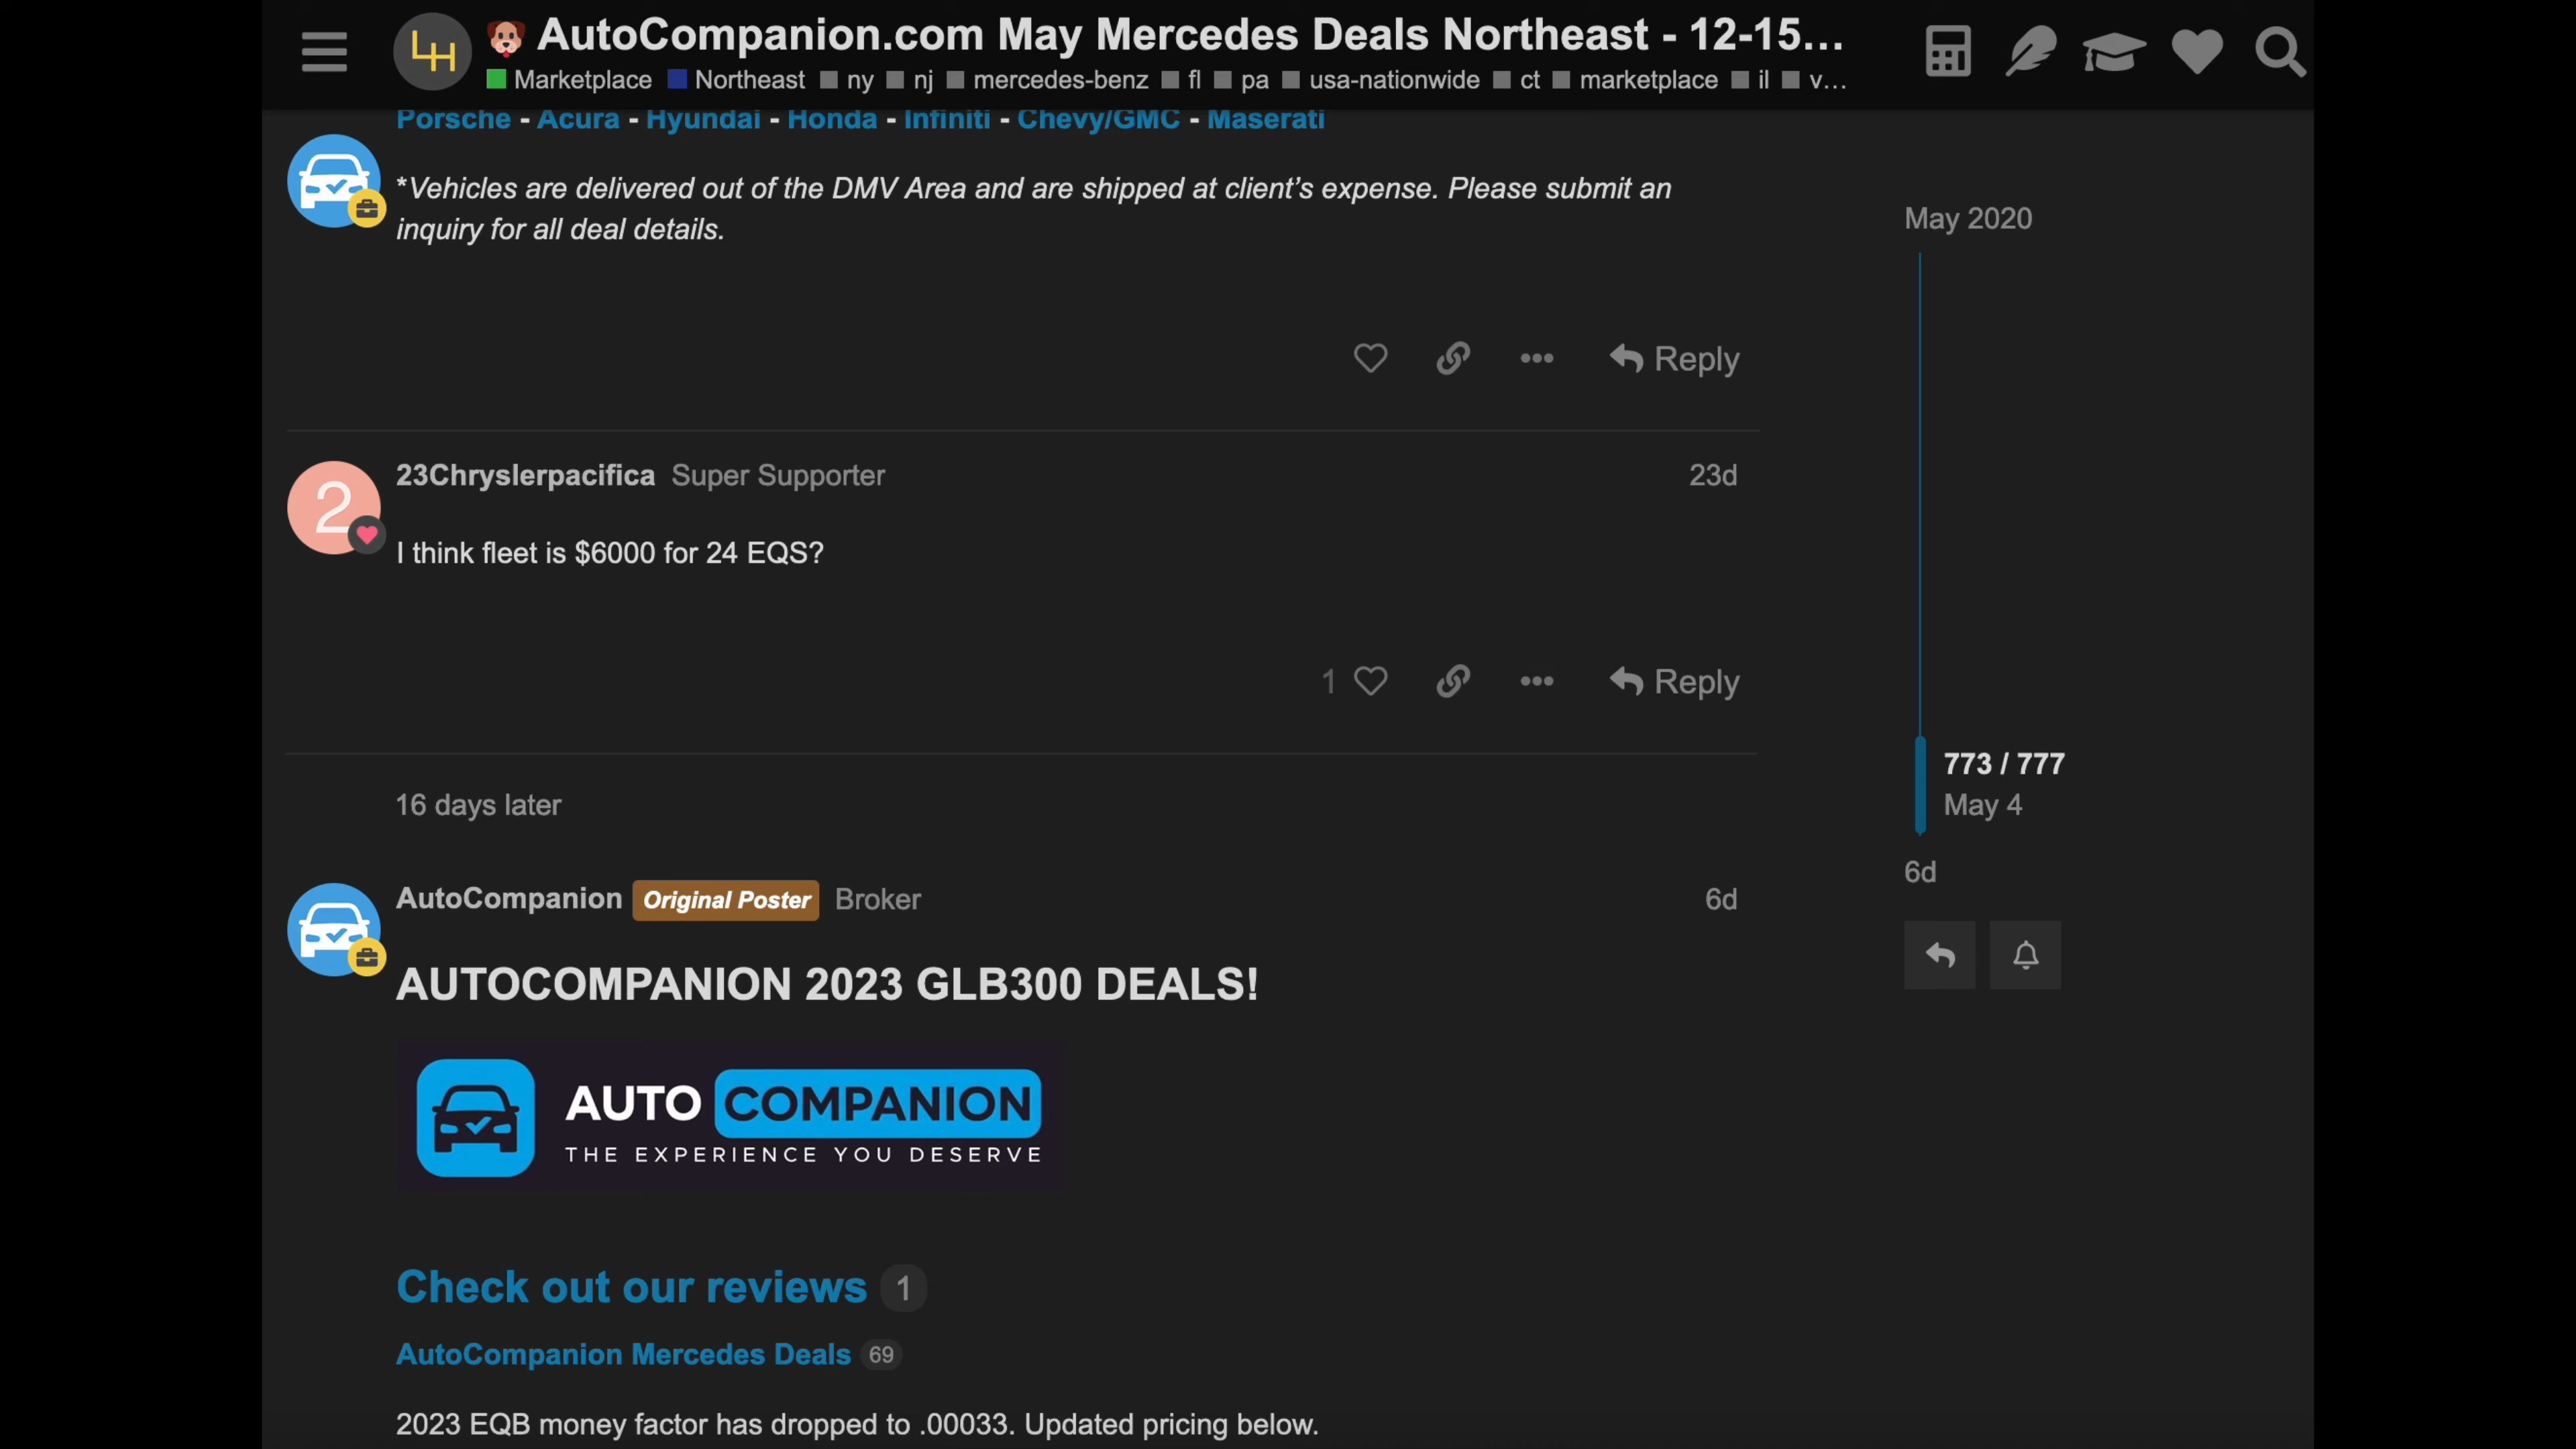 LH
AutoCompanion.com May Mercedes Deals Northeast - 12-15...
Marketplace Northeast ny nj mercedes-benz fl pa usa-nationwide ct marketplace il v...
Porsche - Acura - Hyundai - Honda - Infiniti - Chevy/GMC - Maserati
*Vehicles are delivered out of the DMV Area and are shipped at client's expense. Please submit an
inquiry for all deal details.
May 2020
Reply
2
23Chryslerpacifica Super Supporter 23d
I think fleet is $6000 for 24 EQS?
1 Reply
773 / 777
May 4
16 days later
6d
AutoCompanion Original Poster Broker 6d
AUTOCOMPANION 2023 GLB300 DEALS!
AUTO COMPANION
THE EXPERIENCE YOU DESERVE
Check out our reviews 1
AutoCompanion Mercedes Deals 69
2023 EQB money factor has dropped to .00033. Updated pricing below.